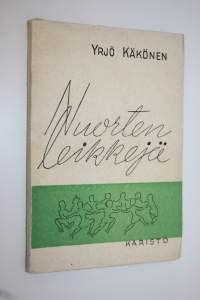 YRJÖ KÄKÖNEN
Nuorten
leikkejä
KARISTO